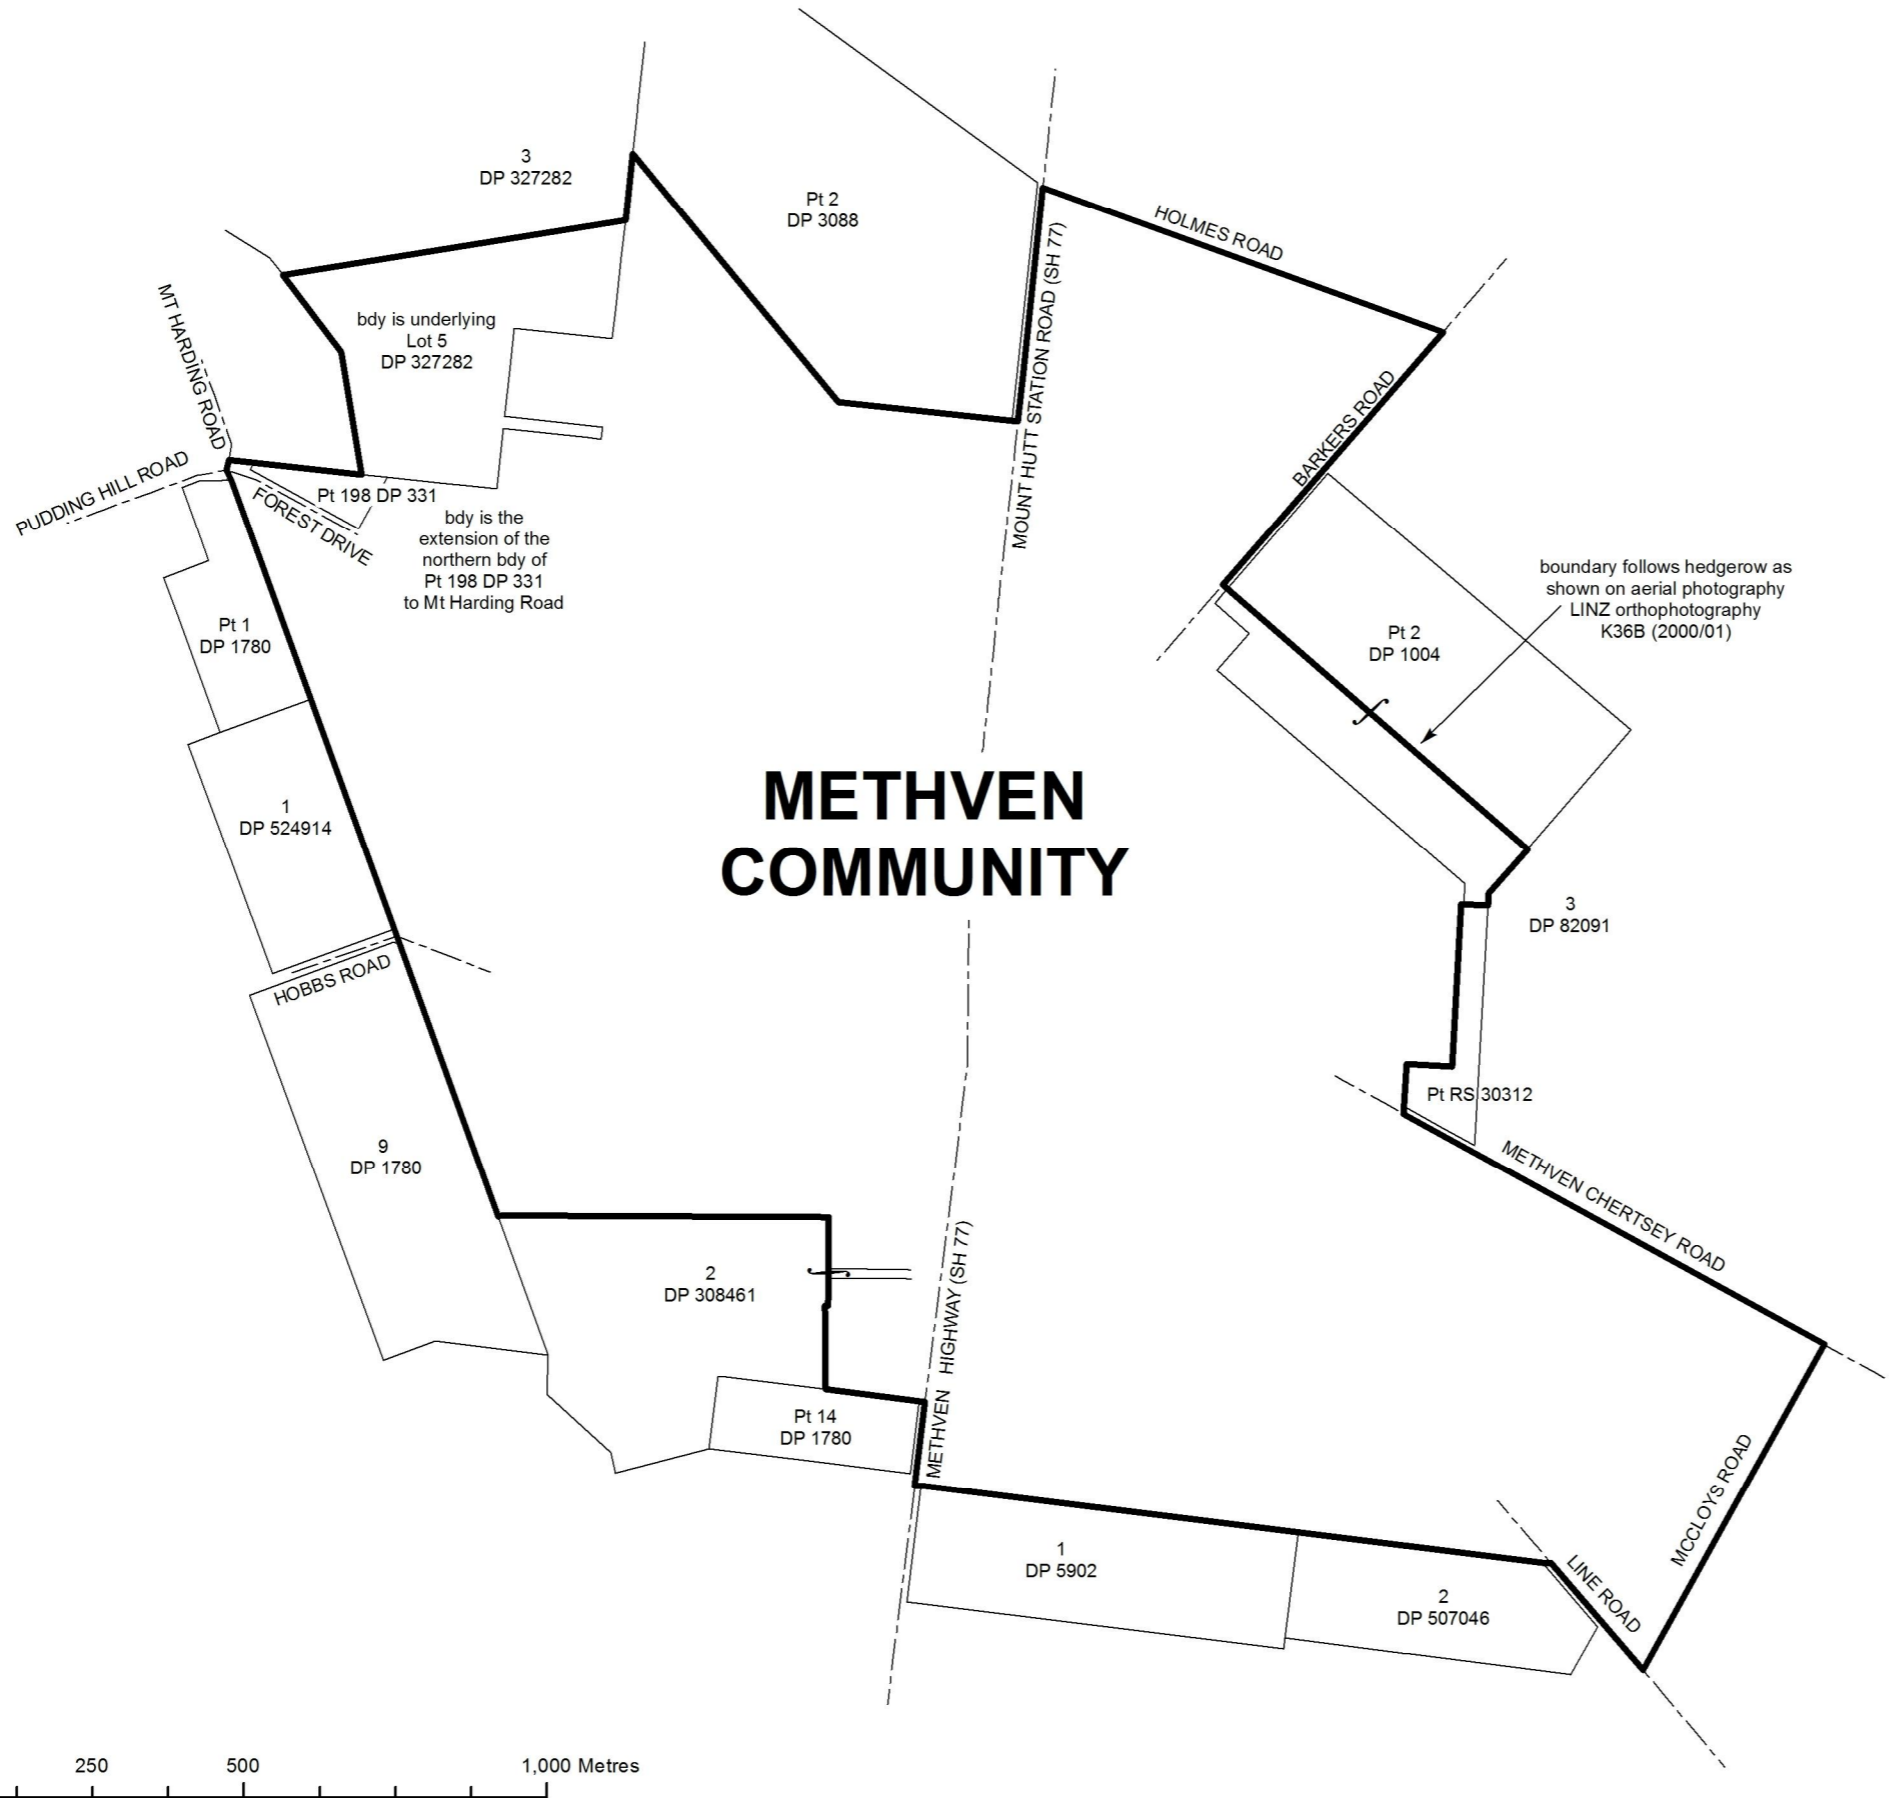 3
DP 327282
Pt 2
DP 3088
HOLMES ROAD
MOUNT HUTT STATION ROAD (SH 77)
MT HARDING ROAD
bdy is underlying
Lot 5
DP 327282
BARKERS ROAD
PUDDING HILL ROAD
FOREST DRIVE
Pt 198 DP 331
bdy is the
extension of the
northern bdy of
Pt 198 DP 331
to Mt Harding Road
boundary follows hedgerow as
shown on aerial photography
LINZ orthophotography
K36B (2000/01)
Pt 1
DP 1780
Pt 2
DP 1004
1
DP 524914
METHVEN
COMMUNITY
3
DP 82091
HOBBS ROAD
Pt RS 30312
9
DP 1780
METHVEN CHERTSEY ROAD
2
DP 308461
METHVEN HIGHWAY (SH 77)
Pt 14
DP 1780
MCCLOYS ROAD
1
DP 5902
LINE ROAD
2
DP 507046
250 500 1,000 Metres